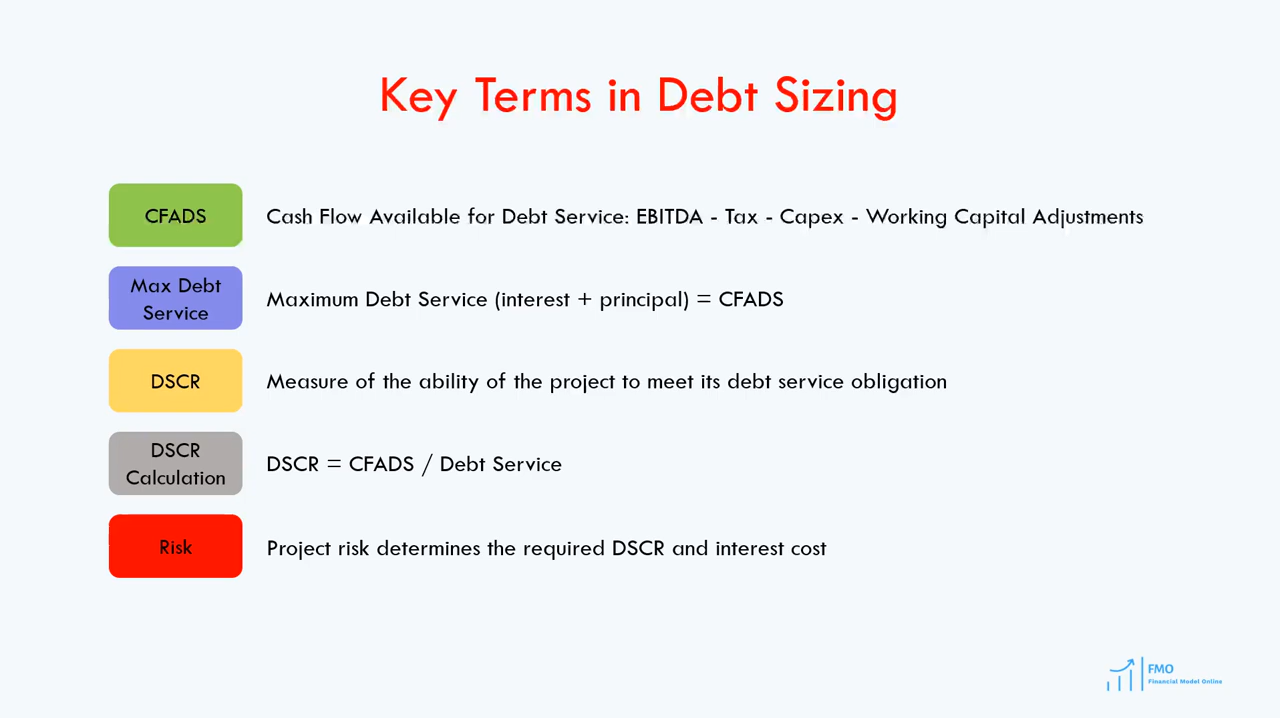 Key Terms in Debt Sizing
CFADS
Cash Flow Available for Debt Service: EBITDA - Tax - Capex - Working Capital Adjustments
Max Debt
Service
Maximum Debt Service (interest + principal) = CFADS
DSCR
Measure of the ability of the project to meet its debt service obligation
DSCR
Calculation
DSCR = CFADS / Debt Service
Risk
Project risk determines the required DSCR and interest cost
FMO
Financial Model Online